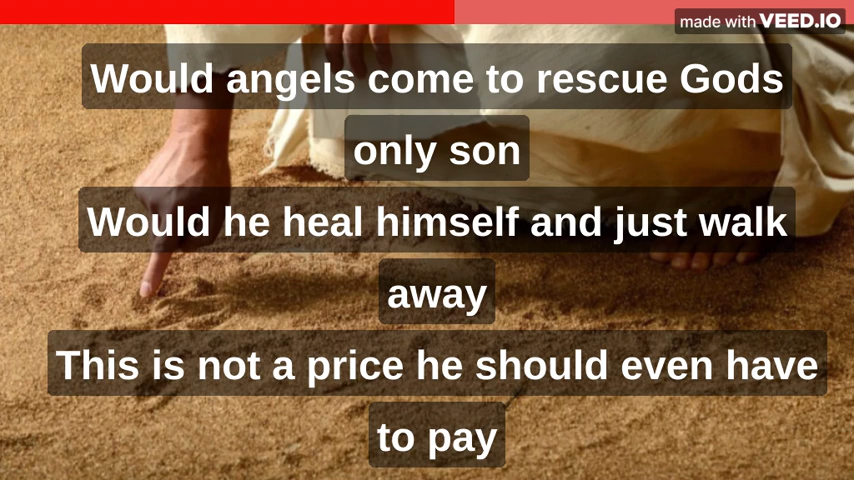 made with VEED.IO
Would angels come to rescue Gods
only son
Would he heal himself and just walk
away
This is not a price he should even have
to pay